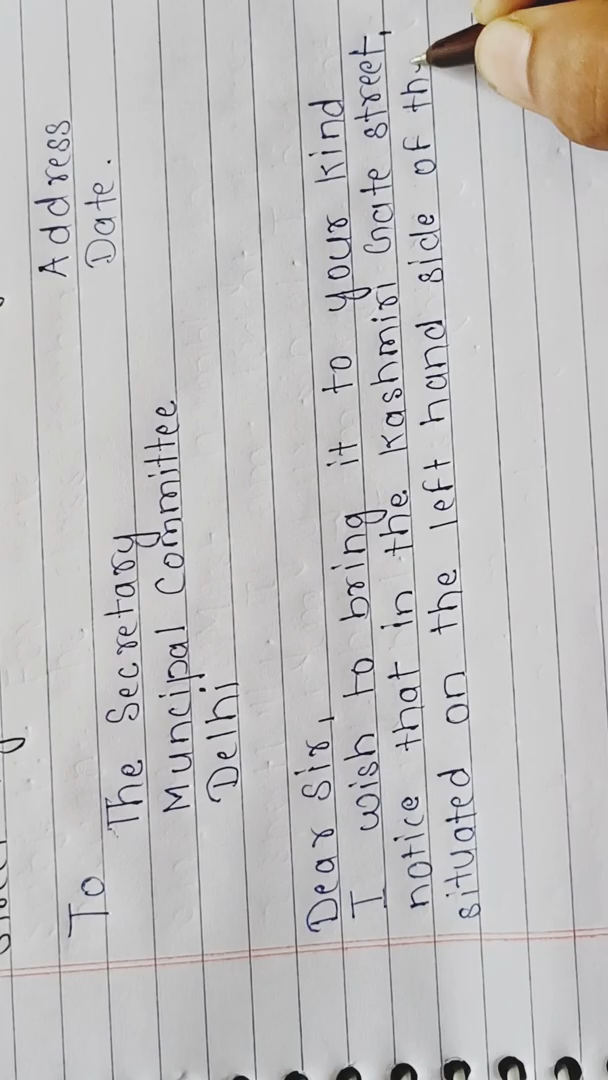 Address
Date.
To
The Secretary
Muncipal Committee
Delhi
Dear Sir,
I wish to bring it to your kind
notice that in the Kashmiri Gate street,
situated on the left hand side of th